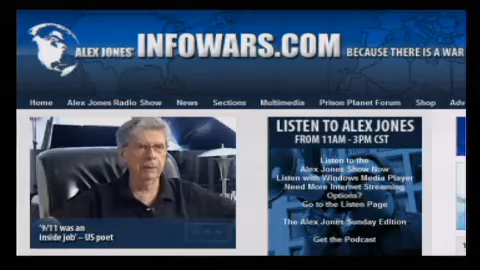 ALEX JONES' INFOWARS.COM BECAUSE THERE IS A WAR
Home Alex Jones Radio Show News Sections Multimedia Prison Planet Forum Shop Adv
'9/11 was an
inside job' – US poet
LISTEN TO ALEX JONES
FROM 11AM - 3PM CST
Listen to the
Alex Jones Show Now
Listen with Windows Media Player
Need More Internet Streaming
Options?
Go to the Listen Page
The Alex Jones Sunday Edition
Get the Podcast